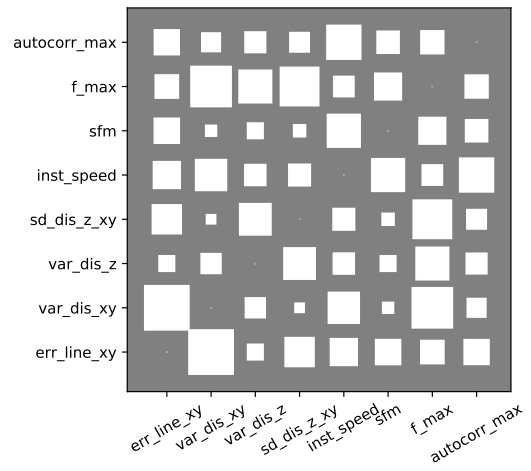 autocorr_max
f_max
sfm
inst_speed
sd_dis_z_xy
var_dis_z
var_dis_xy
err_line_xy
err_line_xy var_dis_xy var_dis_z sd_dis_z_xy inst_speed sfm f_max autocorr_max